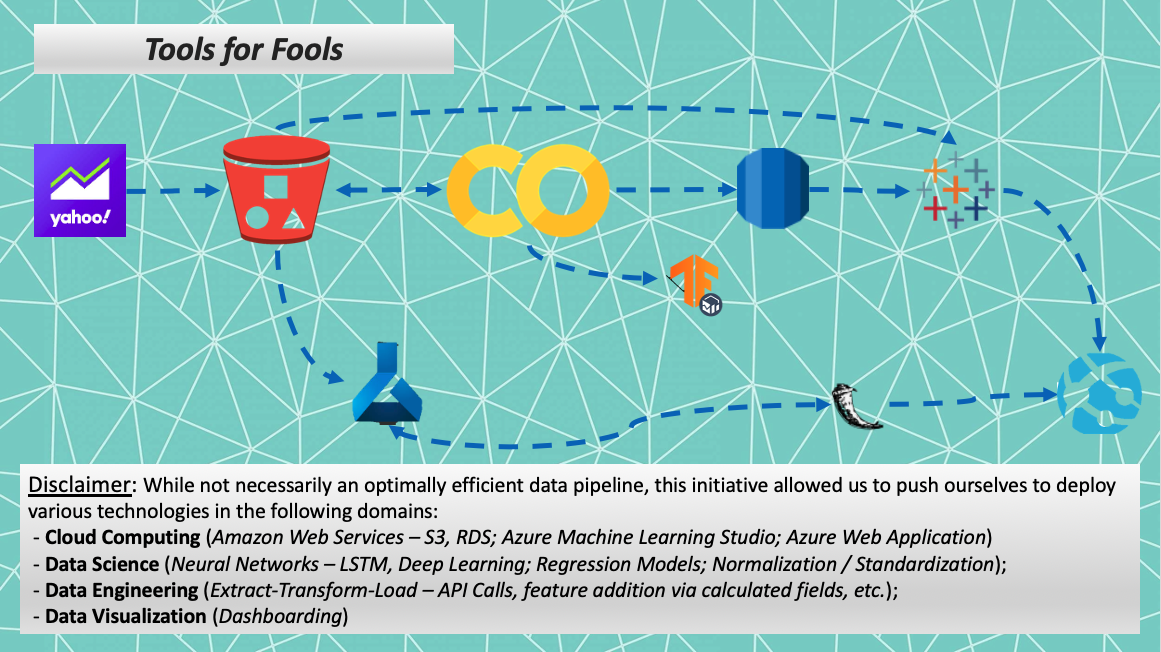 Tools for Fools
yahoo!
Disclaimer: While not necessarily an optimally efficient data pipeline, this initiative allowed us to push ourselves to deploy
various technologies in the following domains:
- Cloud Computing (Amazon Web Services – S3, RDS; Azure Machine Learning Studio; Azure Web Application)
- Data Science (Neural Networks – LSTM, Deep Learning; Regression Models; Normalization / Standardization);
- Data Engineering (Extract-Transform-Load – API Calls, feature addition via calculated fields, etc.);
- Data Visualization (Dashboarding)